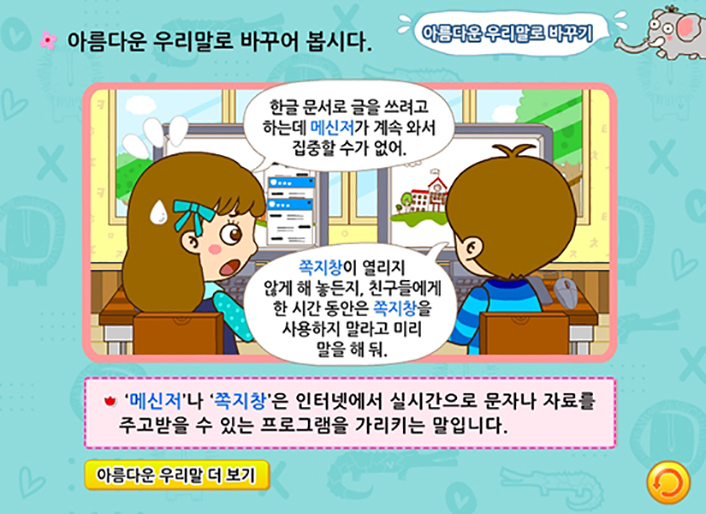 아름다운 우리말로 바꾸어 봅시다.
아름다운 우리말로 바꾸기
한글 문서로 글을 쓰려고
하는데 메신저가 계속 와서
집중할 수가 없어.
쪽지창이 열리지
않게 해 놓든지, 친구들에게
한 시간 동안은 쪽지창을
사용하지 말라고 미리
말을 해 둬.
‘메신저’나 ‘쪽지창’은 인터넷에서 실시간으로 문자나 자료를
주고받을 수 있는 프로그램을 가리키는 말입니다.
아름다운 우리말 더 보기